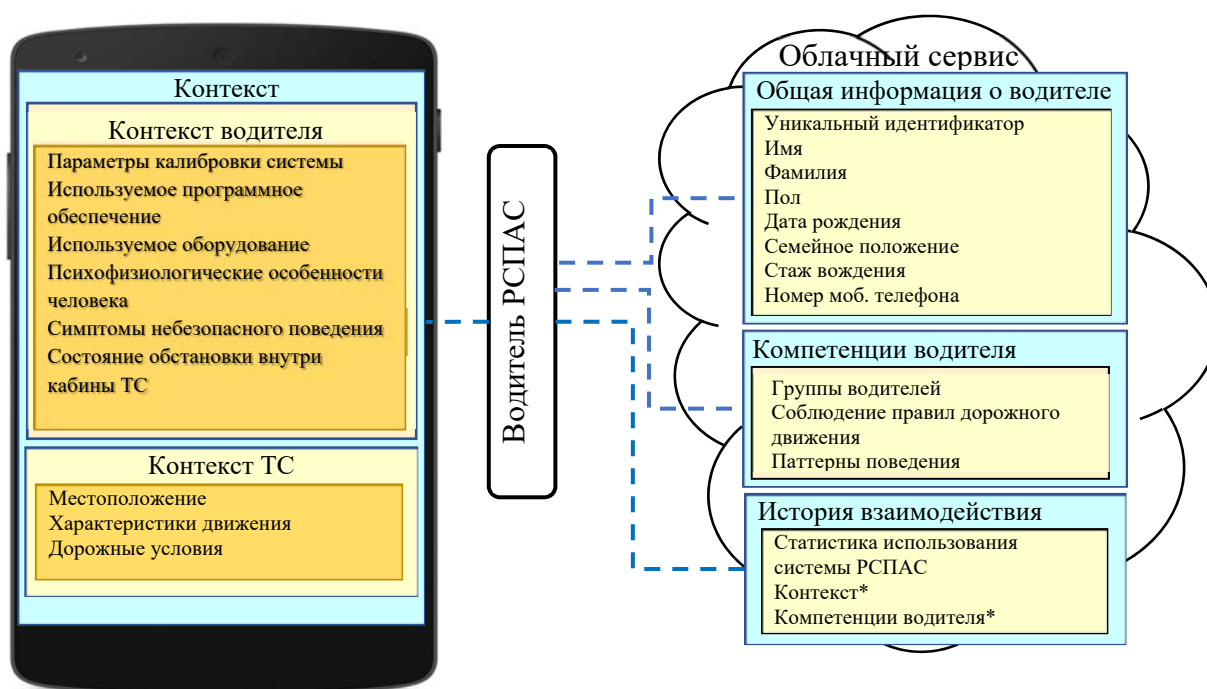 Контекст
Контекст водителя
Параметры калибровки системы
Используемое программное
обеспечение
Используемое оборудование
Психофизиологические особенности
человека
Симптомы небезопасного поведения
Состояние обстановки внутри
кабины ТС
Контекст ТС
Местоположение
Характеристики движения
Дорожные условия
Водитель РСПАС
Облачный сервис
Общая информация о водителе
Уникальный идентификатор
Имя
Фамилия
Пол
Дата рождения
Семейное положение
Стаж вождения
Номер моб. телефона
Компетенции водителя
Группы водителей
Соблюдение правил дорожного
движения
Паттерны поведения
История взаимодействия
Статистика использования
системы РСПАС
Контекст*
Компетенции водителя*